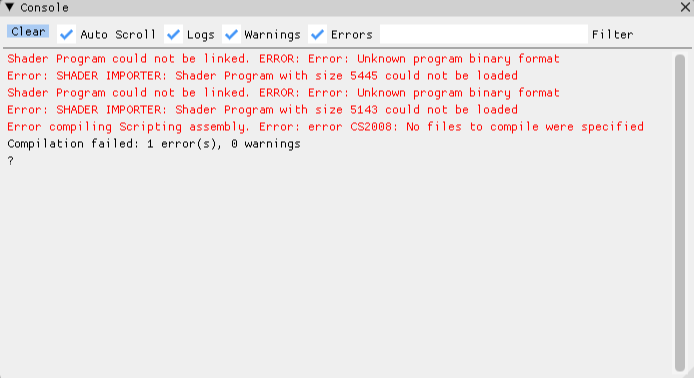 Console
Clear Auto Scroll Logs Warnings Errors Filter
Shader Program could not be linked. ERROR: Error: Unknown program binary format
Error: SHADER IMPORTER: Shader Program with size 5445 could not be loaded
Shader Program could not be linked. ERROR: Error: Unknown program binary format
Error: SHADER IMPORTER: Shader Program with size 5143 could not be loaded
Error compiling Scripting assembly. Error: error CS2008: No files to compile were specified
Compilation failed: 1 error(s), 0 warnings
?